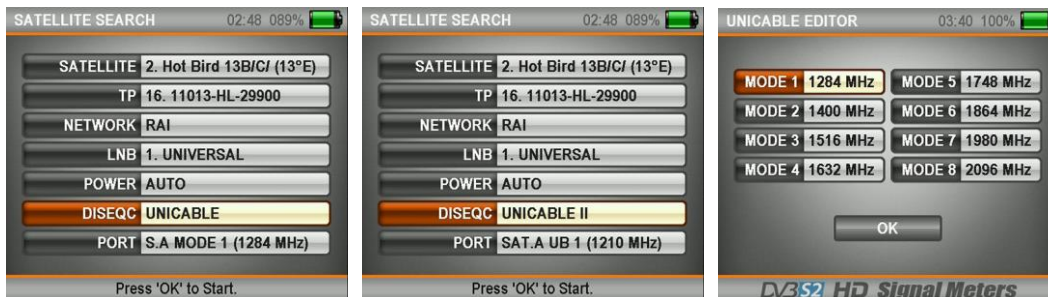 SATELLITE SEARCH 02:48 089%
SATELLITE 2. Hot Bird 13B/C/ (13°E)
TP 16. 11013-HL-29900
NETWORK RAI
LNB 1. UNIVERSAL
POWER AUTO
DISEQC UNICABLE
PORT S.A MODE 1 (1284 MHz)
Press 'OK' to Start.
SATELLITE SEARCH 02:48 089%
SATELLITE 2. Hot Bird 13B/C/ (13°E)
TP 16. 11013-HL-29900
NETWORK RAI
LNB 1. UNIVERSAL
POWER AUTO
DISEQC UNICABLE II
PORT SAT.A UB 1 (1210 MHz)
Press 'OK' to Start.
UNICABLE EDITOR 03:40 100%
MODE 1 1284 MHz MODE 5 1748 MHz
MODE 2 1400 MHz MODE 6 1864 MHz
MODE 3 1516 MHz MODE 7 1980 MHz
MODE 4 1632 MHz MODE 8 2096 MHz
OK
DVB S2 HD Signal Meters